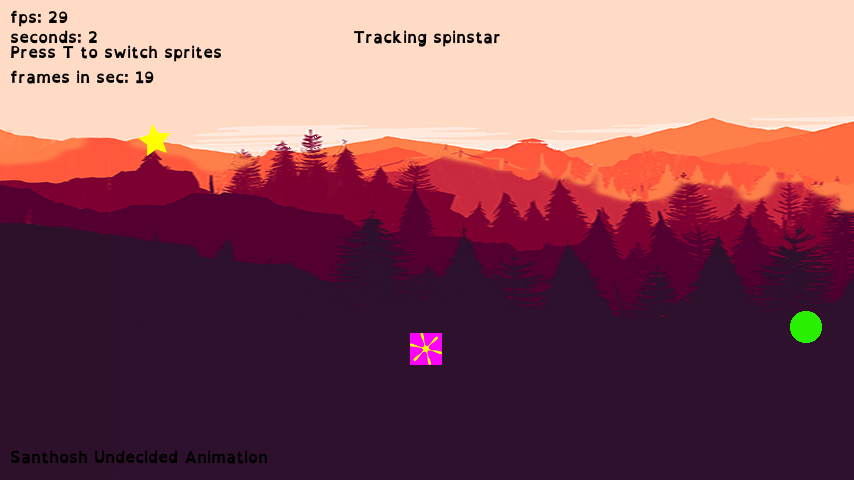 fps: 29
seconds: 2
Press T to switch sprites
frames in sec: 19
Tracking spinstar
Santhosh Undecided Animation